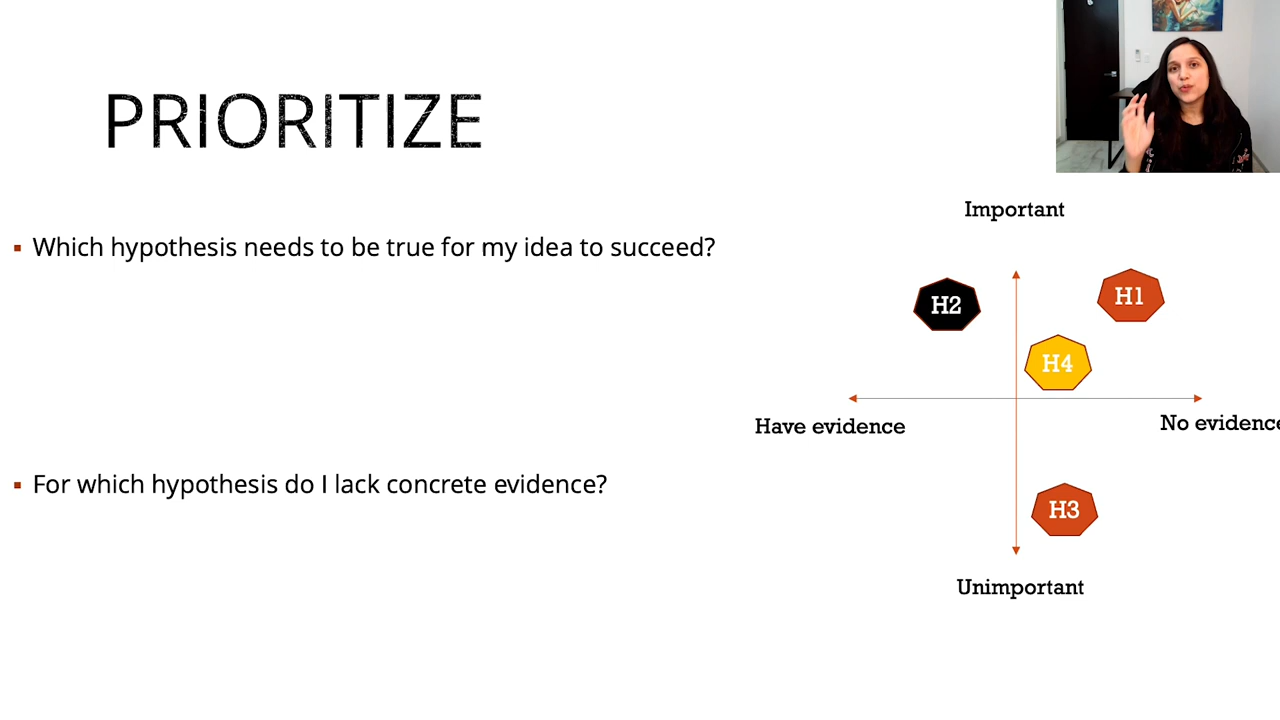 PRIORITIZE
Which hypothesis needs to be true for my idea to succeed?
For which hypothesis do I lack concrete evidence?
Important
H2
H1
H4
Have evidence
No evidence
H3
Unimportant